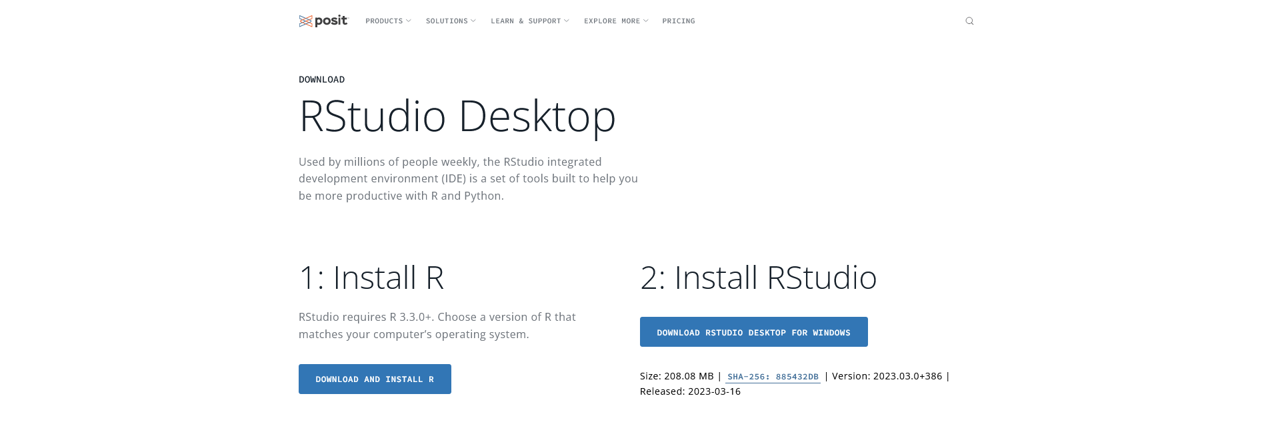 posit PRODUCTS SOLUTIONS LEARN & SUPPORT EXPLORE MORE PRICING
DOWNLOAD
RStudio Desktop
Used by millions of people weekly, the RStudio integrated
development environment (IDE) is a set of tools built to help you
be more productive with R and Python.
1: Install R
RStudio requires R 3.3.0+. Choose a version of R that
matches your computer’s operating system.
DOWNLOAD AND INSTALL R
2: Install RStudio
DOWNLOAD RSTUDIO DESKTOP FOR WINDOWS
Size: 208.08 MB | SHA-256: 885432DB | Version: 2023.03.0+386 |
Released: 2023-03-16